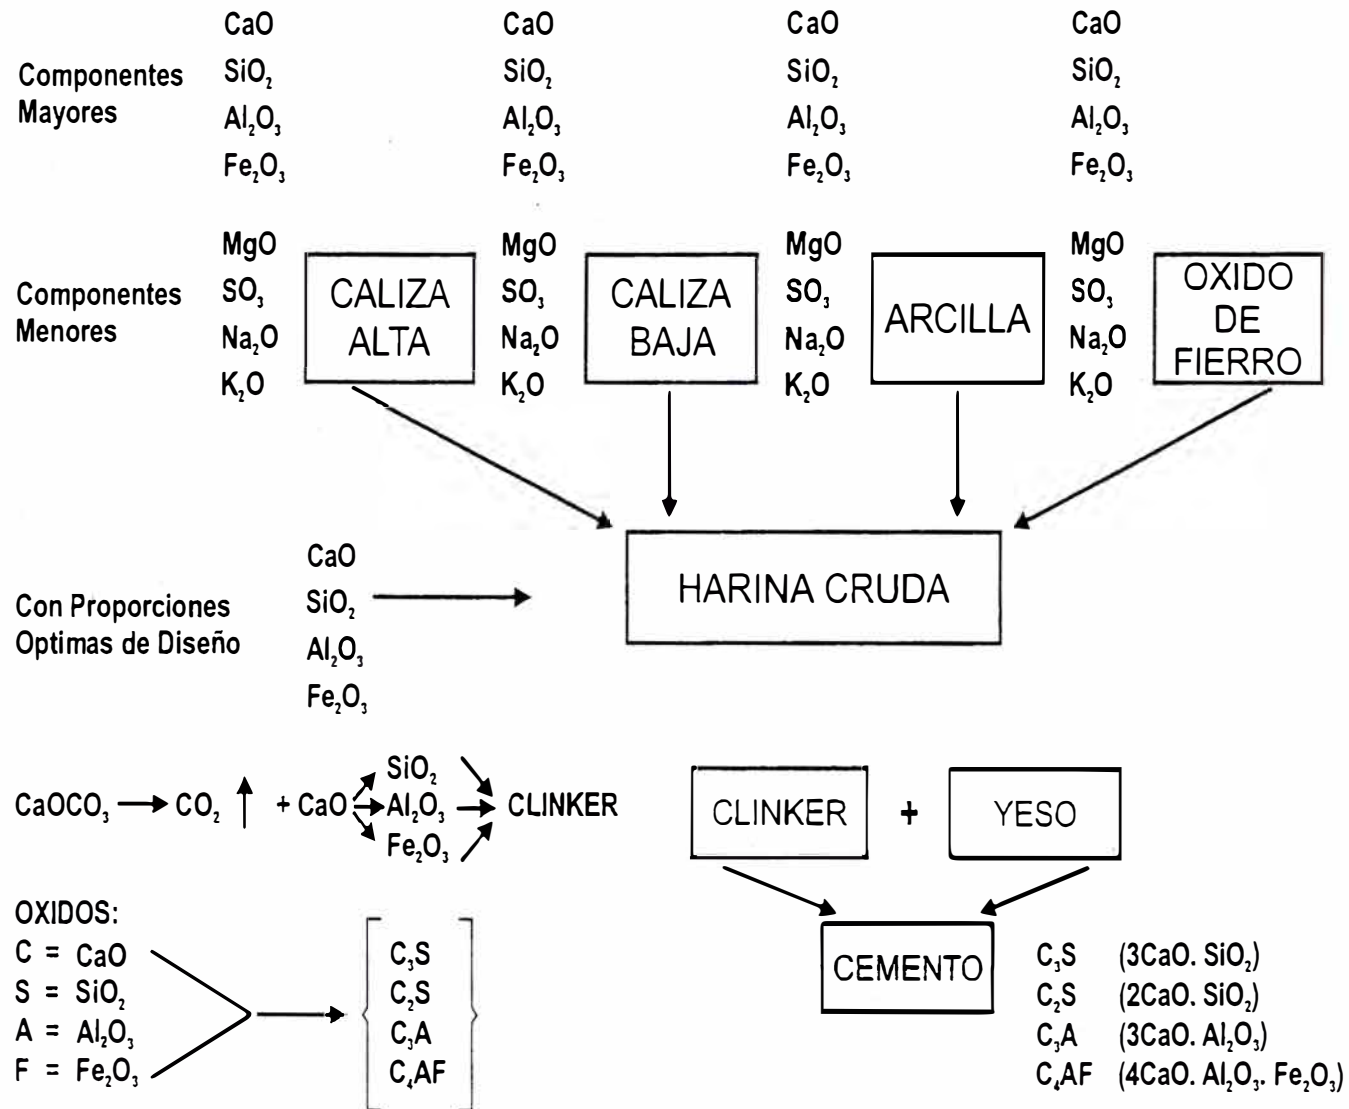 CaO CaO CaO CaO
Componentes Mayores
SiO₂ SiO₂ SiO₂ SiO₂
Al₂O₃ Al₂O₃ Al₂O₃ Al₂O₃
Fe₂O₃ Fe₂O₃ Fe₂O₃ Fe₂O₃
Componentes Menores
MgO MgO MgO MgO
SO₃ SO₃ SO₃ SO₃
Na₂O Na₂O Na₂O Na₂O
K₂O K₂O K₂O K₂O
CALIZA
ALTA
CALIZA
BAJA
ARCILLA
OXIDO
DE
FIERRO
Con Proporciones
Optimas de Diseño
CaO
SiO₂
Al₂O₃
Fe₂O₃
HARINA CRUDA
CaOCO₃ → CO₂ ↑ + CaO
SiO₂
Al₂O₃
Fe₂O₃
CLINKER
CLINKER + YESO
CEMENTO
OXIDOS:
C = CaO
S = SiO₂
A = Al₂O₃
F = Fe₂O₃
C₃S
C₂S
C₃A
C₄AF
C₃S (3CaO. SiO₂)
C₂S (2CaO. SiO₂)
C₃A (3CaO. Al₂O₃)
C₄AF (4CaO. Al₂O₃. Fe₂O₃)